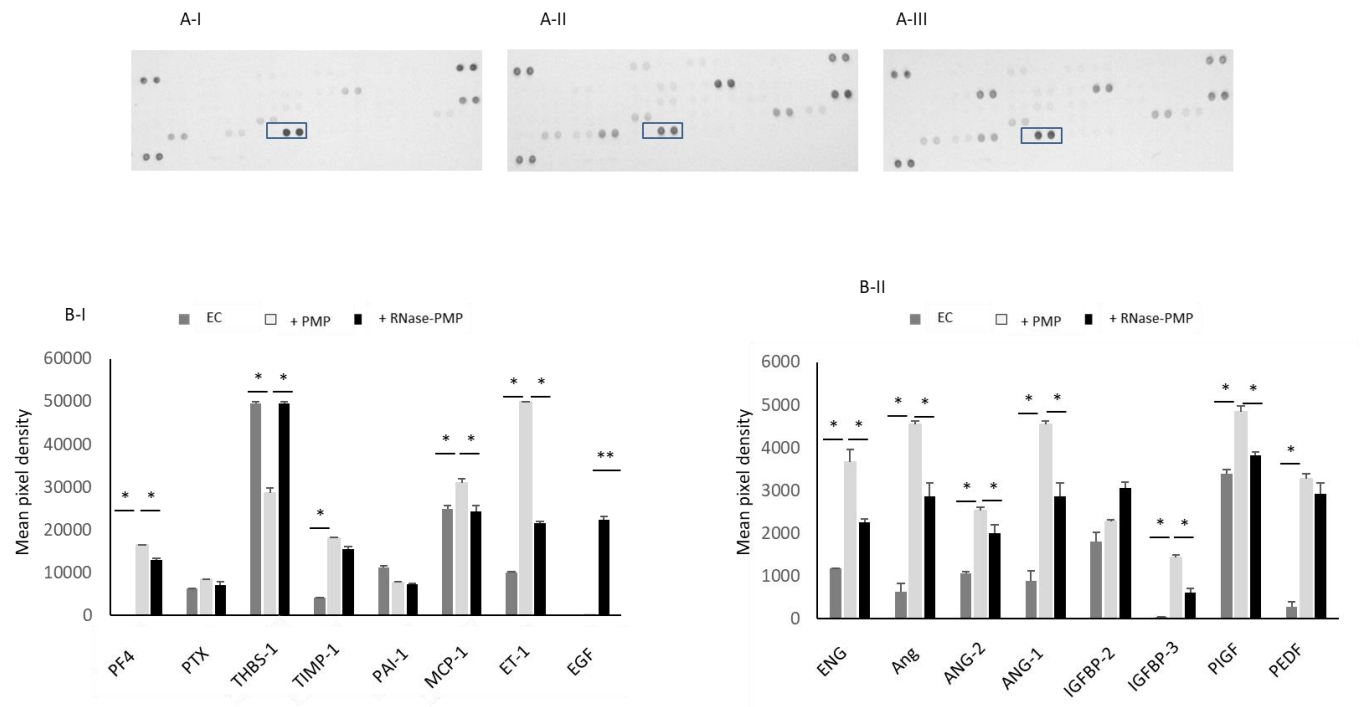 A-I
A-II
A-III
B-I
EC
+ PMP
+ RNase-PMP
Mean pixel density
60000
50000
40000
30000
20000
10000
0
*
*
*
*
*
*
*
*
*
**
PF4
PTX
THBS-1
TIMP-1
PAI-1
MCP-1
ET-1
EGF
B-II
EC
+ PMP
+ RNase-PMP
Mean pixel density
6000
5000
4000
3000
2000
1000
0
*
*
*
*
*
*
*
*
*
*
*
*
*
ENG
Ang
ANG-2
ANG-1
IGFBP-2
IGFBP-3
PIGF
PEDF